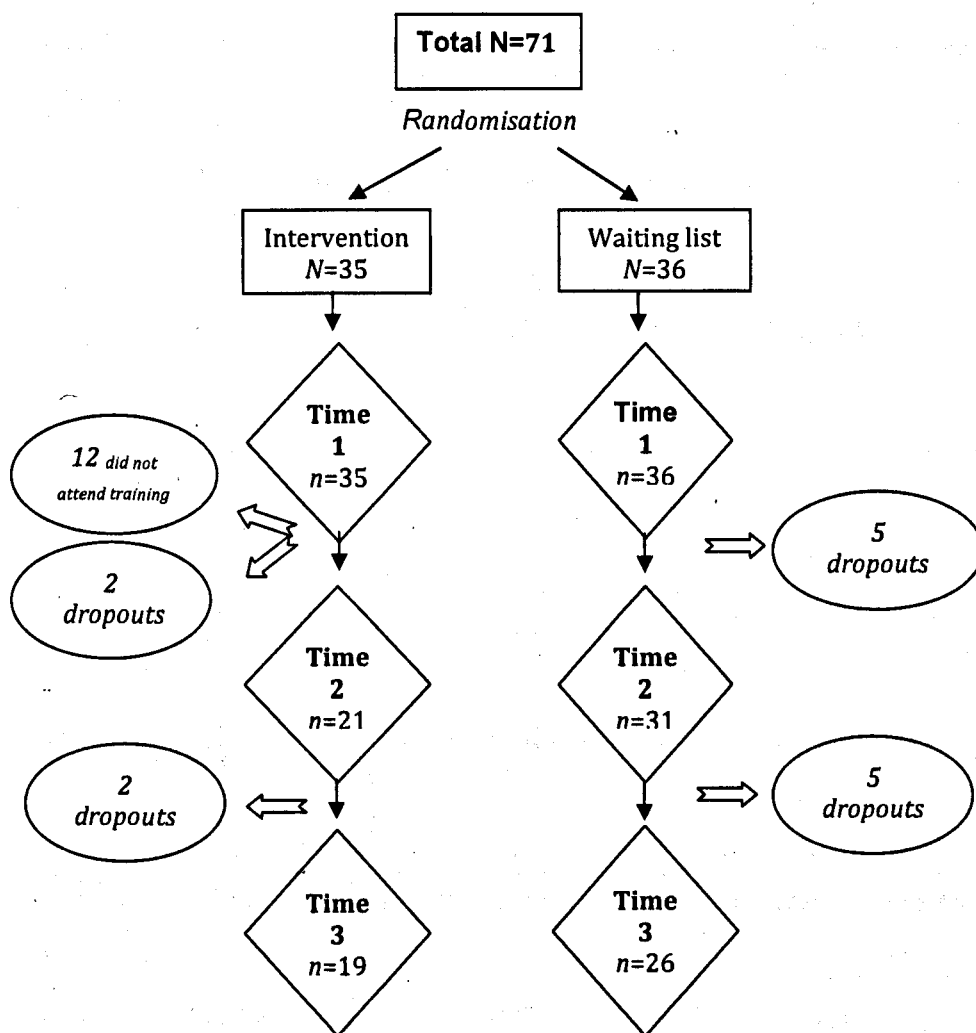 Total N=71
Randomisation
Intervention
N=35
Waiting list
N=36
Time
1
n=35
Time
1
n=36
12 did not
attend training
2
dropouts
5
dropouts
Time
2
n=21
Time
2
n=31
2
dropouts
5
dropouts
Time
3
n=19
Time
3
n=26